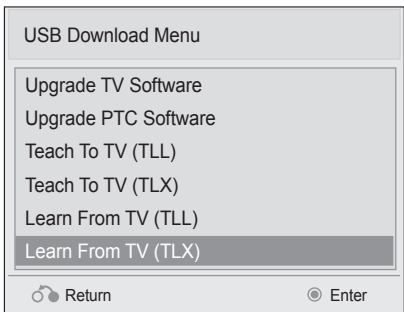 USB Download Menu
Upgrade TV Software
Upgrade PTC Software
Teach To TV (TLL)
Teach To TV (TLX)
Learn From TV (TLL)
Learn From TV (TLX)
Return Enter